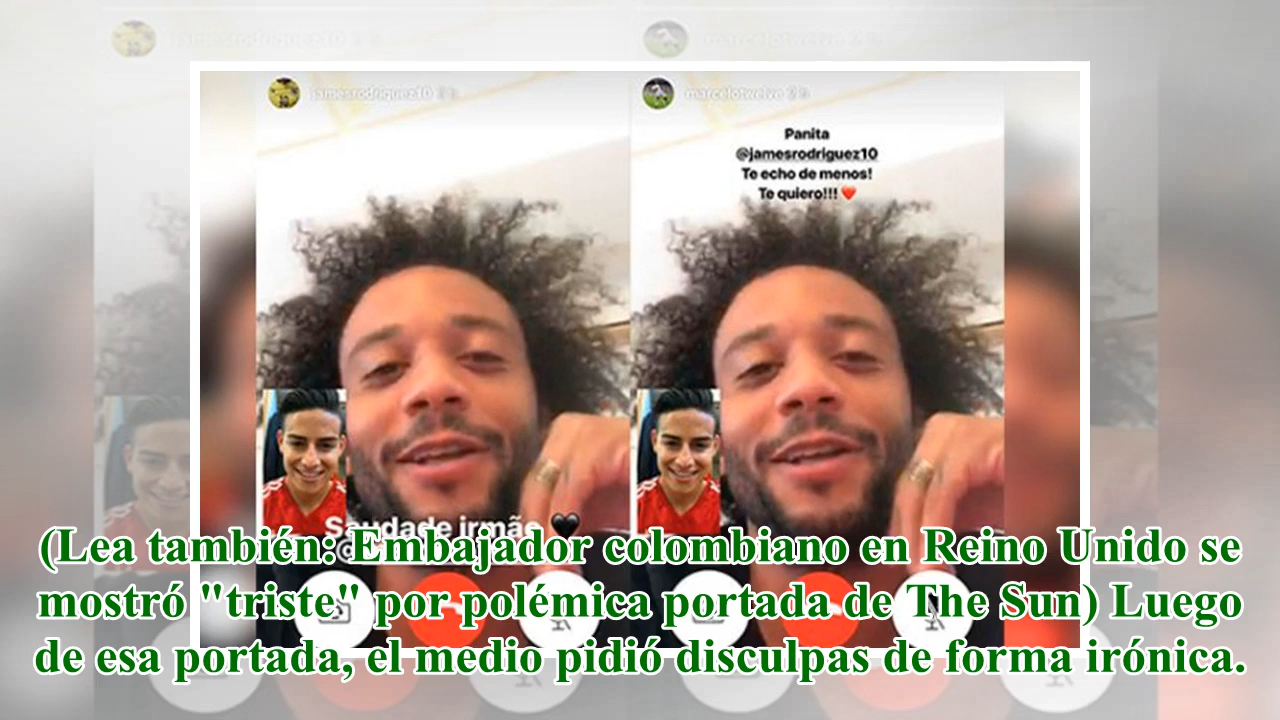 jamesrodriguez10
marcelotwelve
Panita
@jamesrodriguez10
Te echo de menos!
Te quiero!!! ❤️
Saudade irmão 🖤
(Lea también: Embajador colombiano en Reino Unido se
mostró "triste" por polémica portada de The Sun) Luego
de esa portada, el medio pidió disculpas de forma irónica.